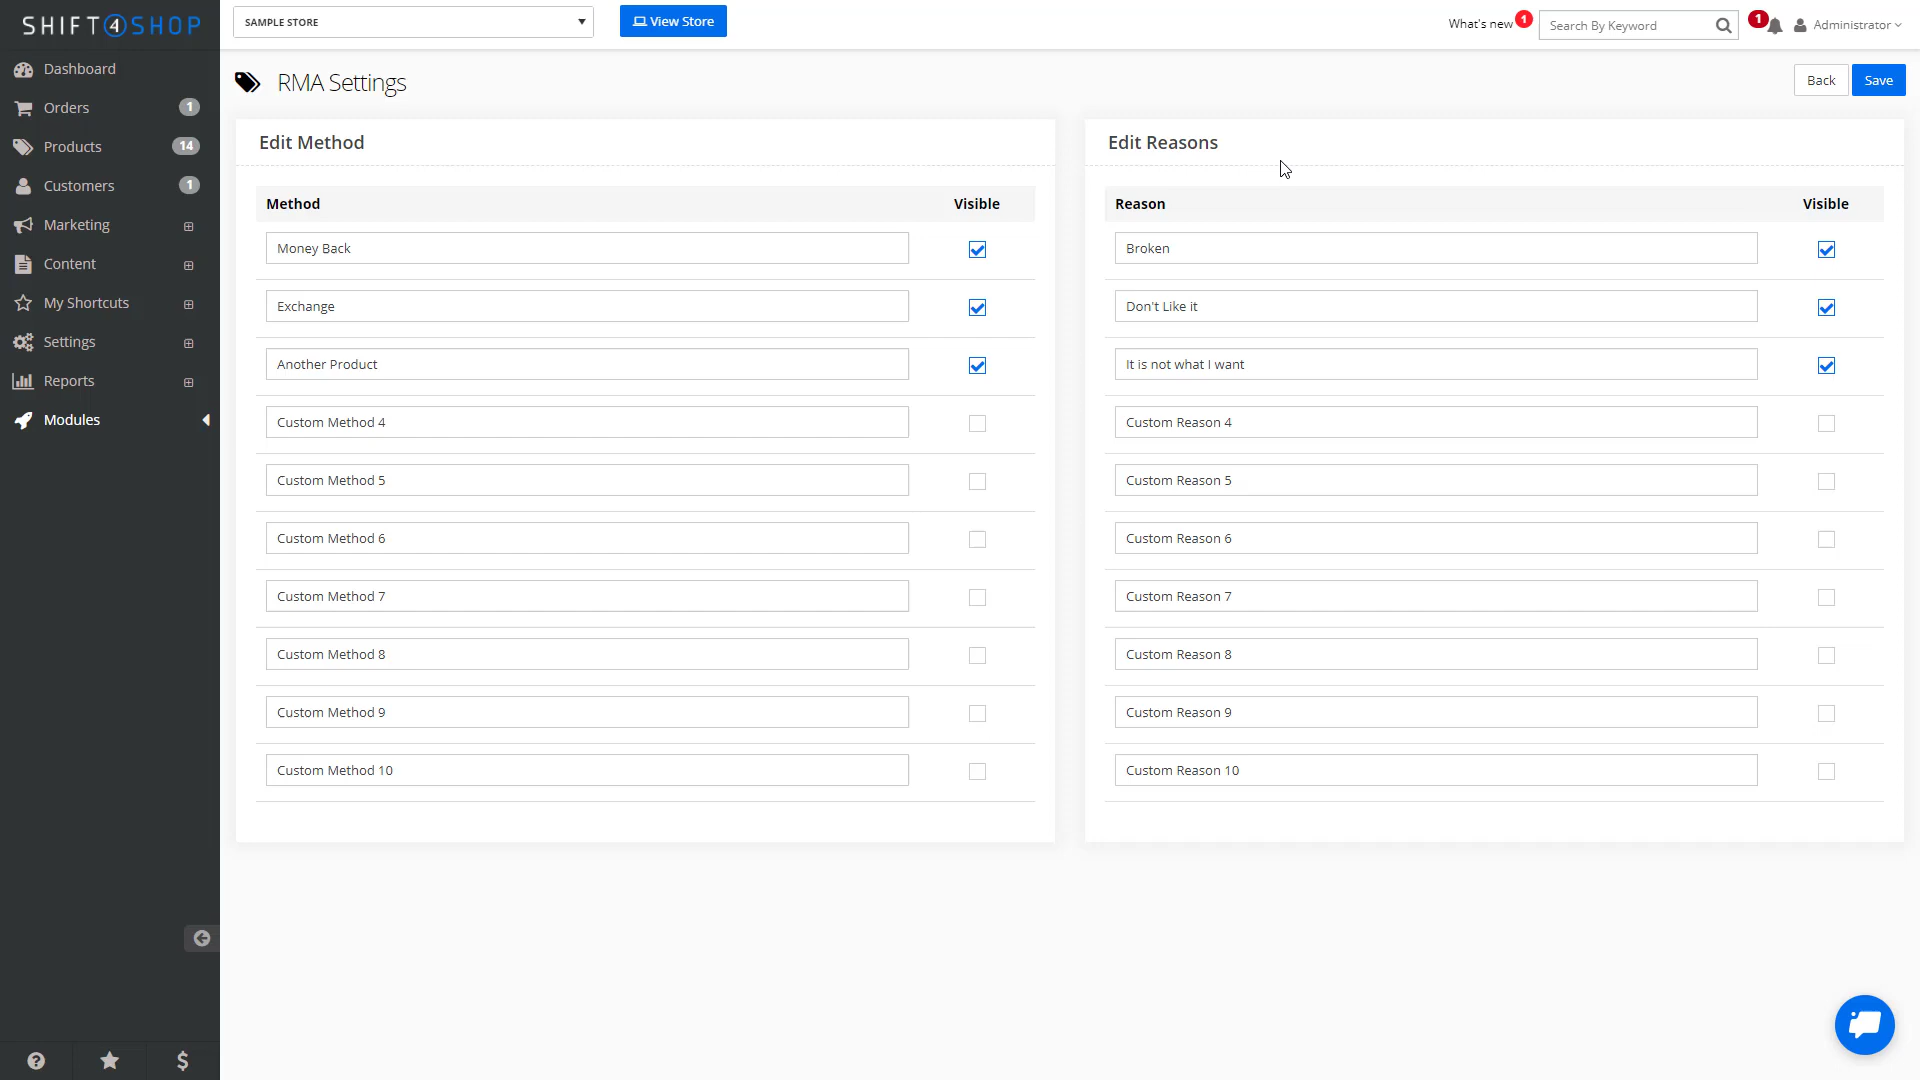 SHIFT4SHOP
SAMPLE STORE
View Store
What's new 1
Search By Keyword
1
Administrator
Dashboard
Orders 1
Products 14
Customers 1
Marketing
Content
My Shortcuts
Settings
Reports
Modules
RMA Settings
Back
Save
Edit Method
Method Visible
Money Back
Exchange
Another Product
Custom Method 4
Custom Method 5
Custom Method 6
Custom Method 7
Custom Method 8
Custom Method 9
Custom Method 10
Edit Reasons
Reason Visible
Broken
Don't Like it
It is not what I want
Custom Reason 4
Custom Reason 5
Custom Reason 6
Custom Reason 7
Custom Reason 8
Custom Reason 9
Custom Reason 10